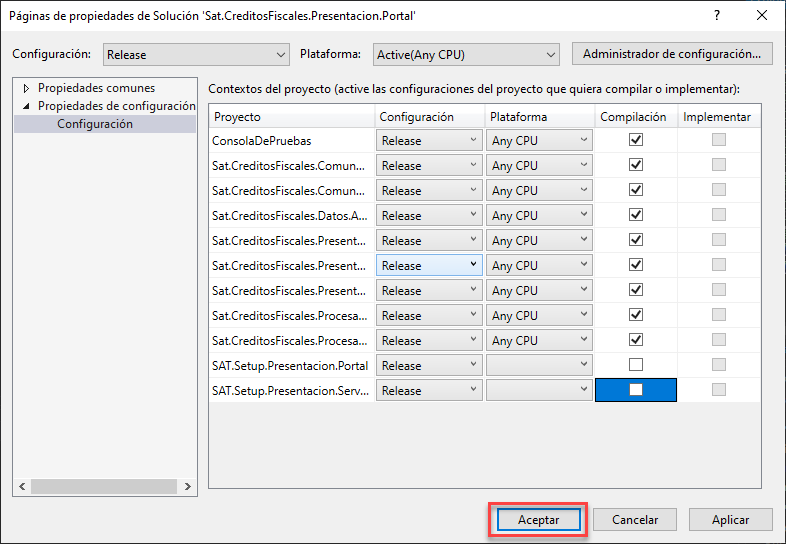 Páginas de propiedades de Solución 'Sat.CreditosFiscales.Presentacion.Portal'
?
Configuración: Release Plataforma: Active(Any CPU) Administrador de configuración...
Propiedades comunes
Propiedades de configuración
Configuración
Contextos del proyecto (active las configuraciones del proyecto que quiera compilar o implementar):
Proyecto Configuración Plataforma Compilación Implementar
ConsolaDePruebas Release Any CPU
Sat.CreditosFiscales.Comun... Release Any CPU
Sat.CreditosFiscales.Comun... Release Any CPU
Sat.CreditosFiscales.Datos.A... Release Any CPU
Sat.CreditosFiscales.Present... Release Any CPU
Sat.CreditosFiscales.Present... Release Any CPU
Sat.CreditosFiscales.Present... Release Any CPU
Sat.CreditosFiscales.Procesa... Release Any CPU
Sat.CreditosFiscales.Procesa... Release Any CPU
SAT.Setup.Presentacion.Portal Release
SAT.Setup.Presentacion.Serv... Release
Aceptar Cancelar Aplicar